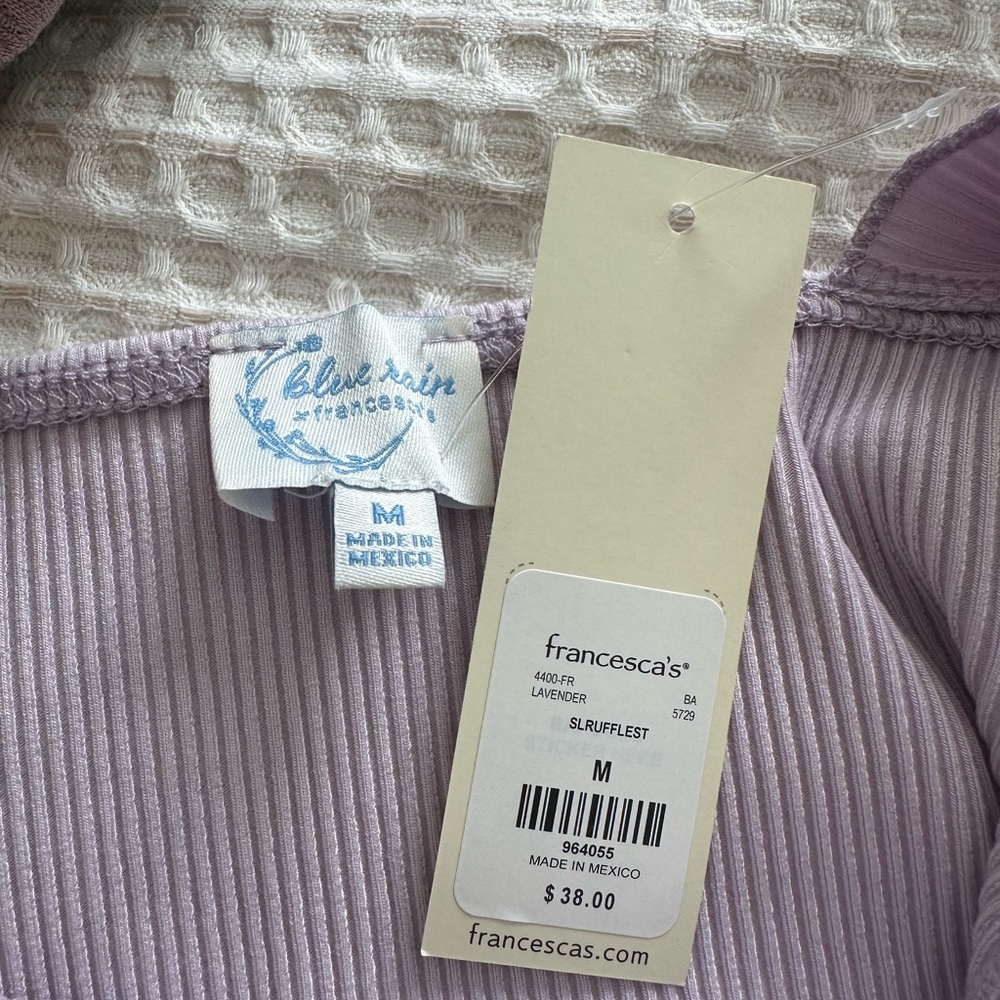 blue rain
francesca's
M
MADE IN
MEXICO
francesca's®
4400-FR
BA
LAVENDER
5729
SLRUFFLEST
M
964055
MADE IN MEXICO
$ 38.00
francescas.com